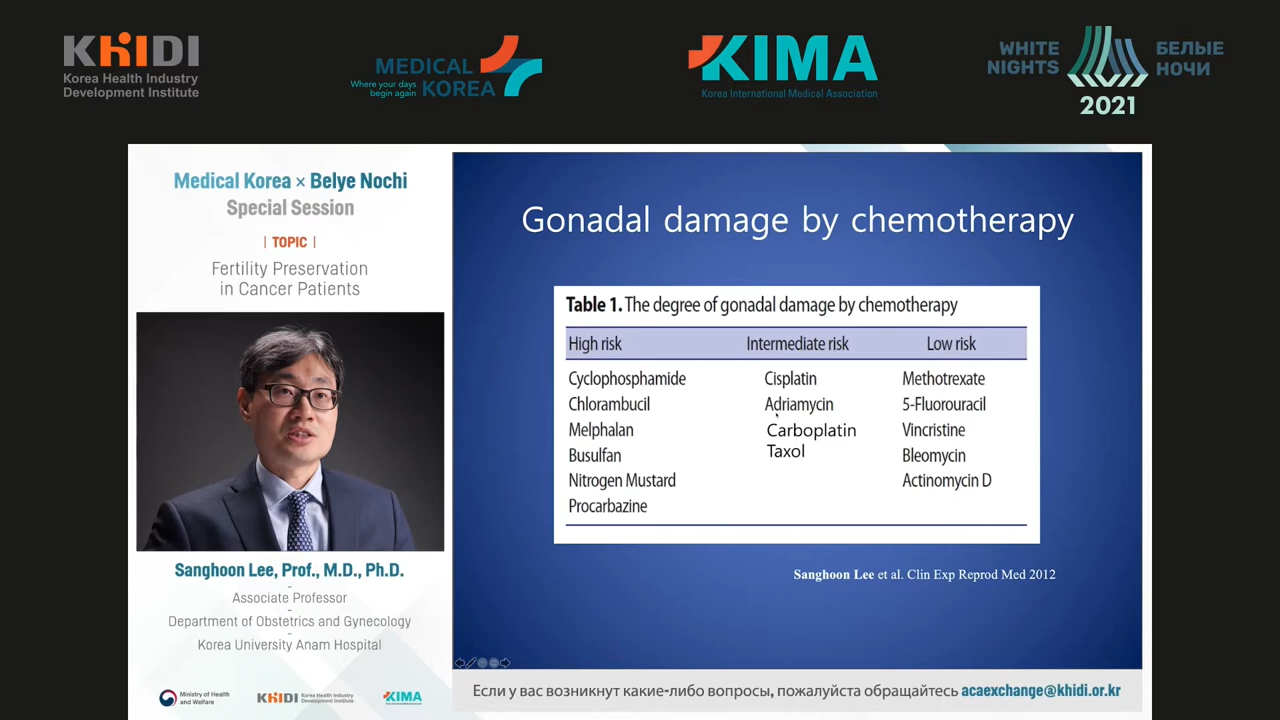 KHIDI
Korea Health Industry
Development Institute
MEDICAL
KOREA
Where your days
begin again
KIMA
Korea International Medical Association
WHITE
NIGHTS
БЕЛЫЕ
НОЧИ
2021
Medical Korea × Belye Nochi
Special Session
| TOPIC |
Fertility Preservation
in Cancer Patients
Sanghoon Lee, Prof., M.D., Ph.D.
Associate Professor
Department of Obstetrics and Gynecology
Korea University Anam Hospital
Ministry of Health
and Welfare
KHIDI
Korea Health Industry
Development Institute
KIMA
Gonadal damage by chemotherapy
Table 1. The degree of gonadal damage by chemotherapy
High risk Intermediate risk Low risk
Cyclophosphamide Cisplatin Methotrexate
Chlorambucil Adriamycin 5-Fluorouracil
Melphalan Carboplatin Vincristine
Busulfan Taxol Bleomycin
Nitrogen Mustard Actinomycin D
Procarbazine
Sanghoon Lee et al. Clin Exp Reprod Med 2012
Если у вас возникнут какие-либо вопросы, пожалуйста обращайтесь acaexchange@khidi.or.kr